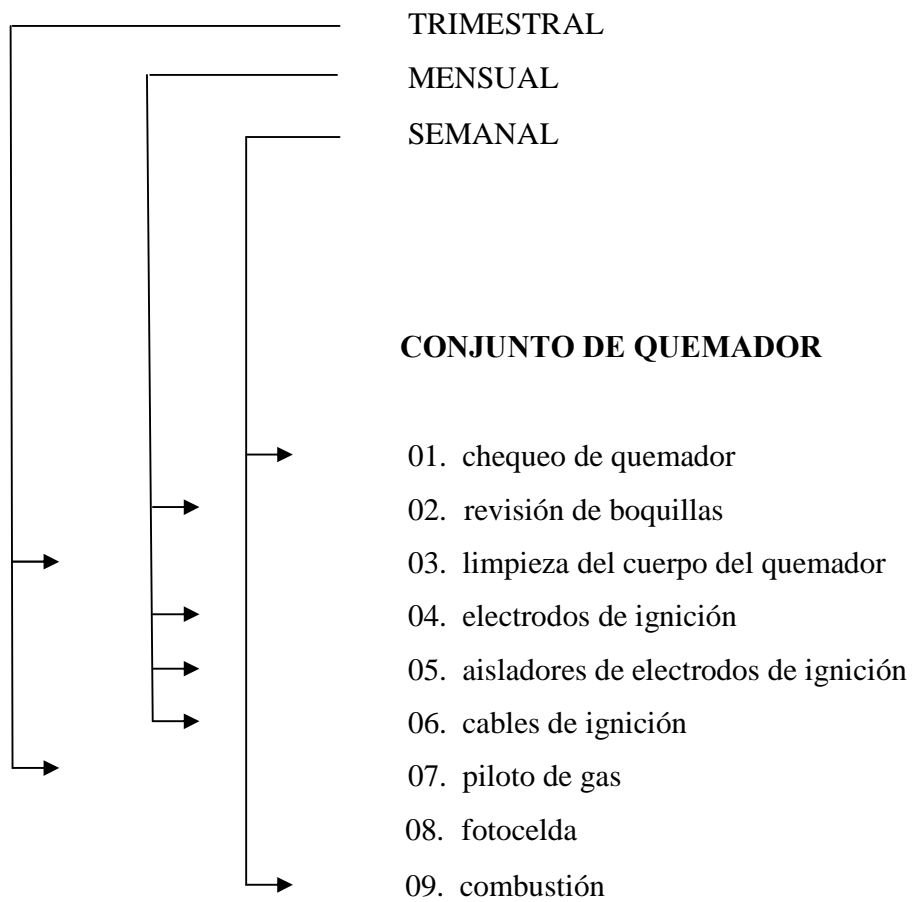 TRIMESTRAL
MENSUAL
SEMANAL
CONJUNTO DE QUEMADOR
01. chequeo de quemador
02. revisión de boquillas
03. limpieza del cuerpo del quemador
04. electrodos de ignición
05. aisladores de electrodos de ignición
06. cables de ignición
07. piloto de gas
08. fotocelda
09. combustión